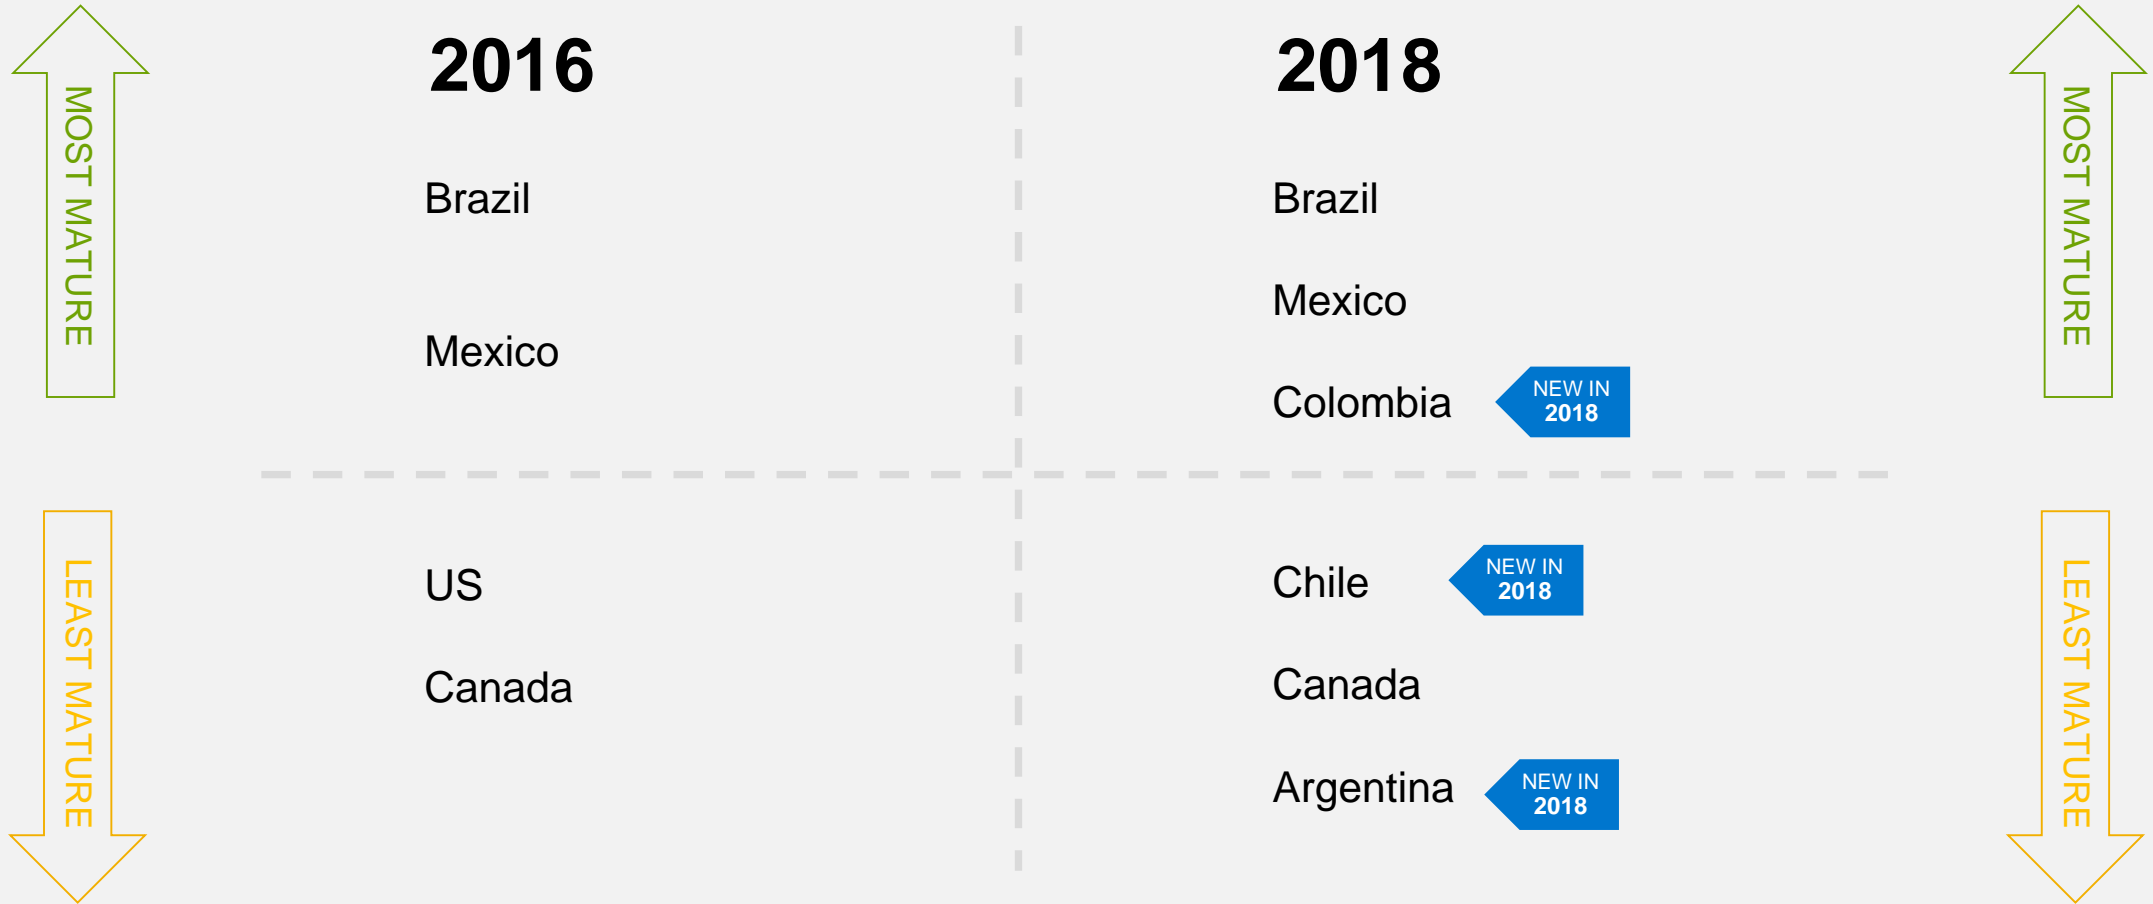 MOST MATURE
LEAST MATURE
2016
Brazil
Mexico
US
Canada
2018
Brazil
Mexico
Colombia
NEW IN
2018
Chile
NEW IN
2018
Canada
Argentina
NEW IN
2018
MOST MATURE
LEAST MATURE